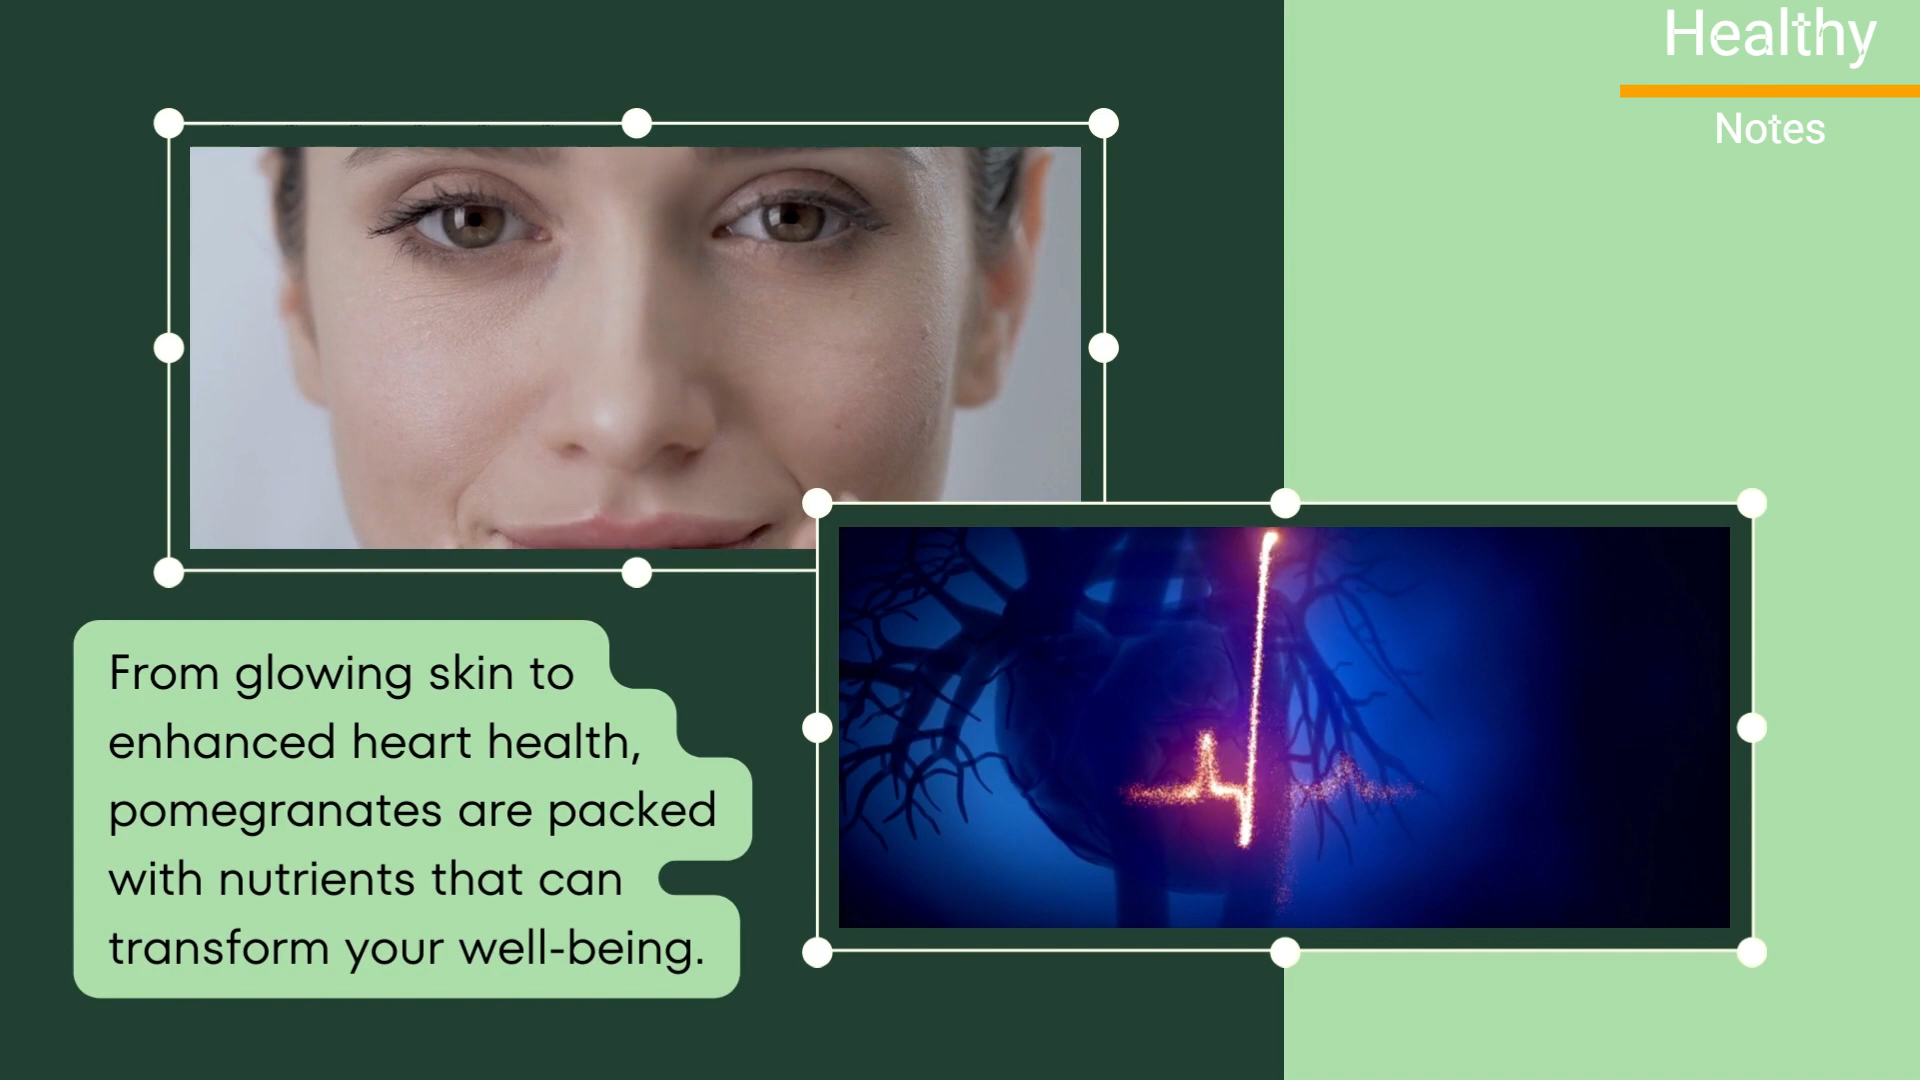 Healthy
Notes
From glowing skin to
enhanced heart health,
pomegranates are packed
with nutrients that can
transform your well-being.